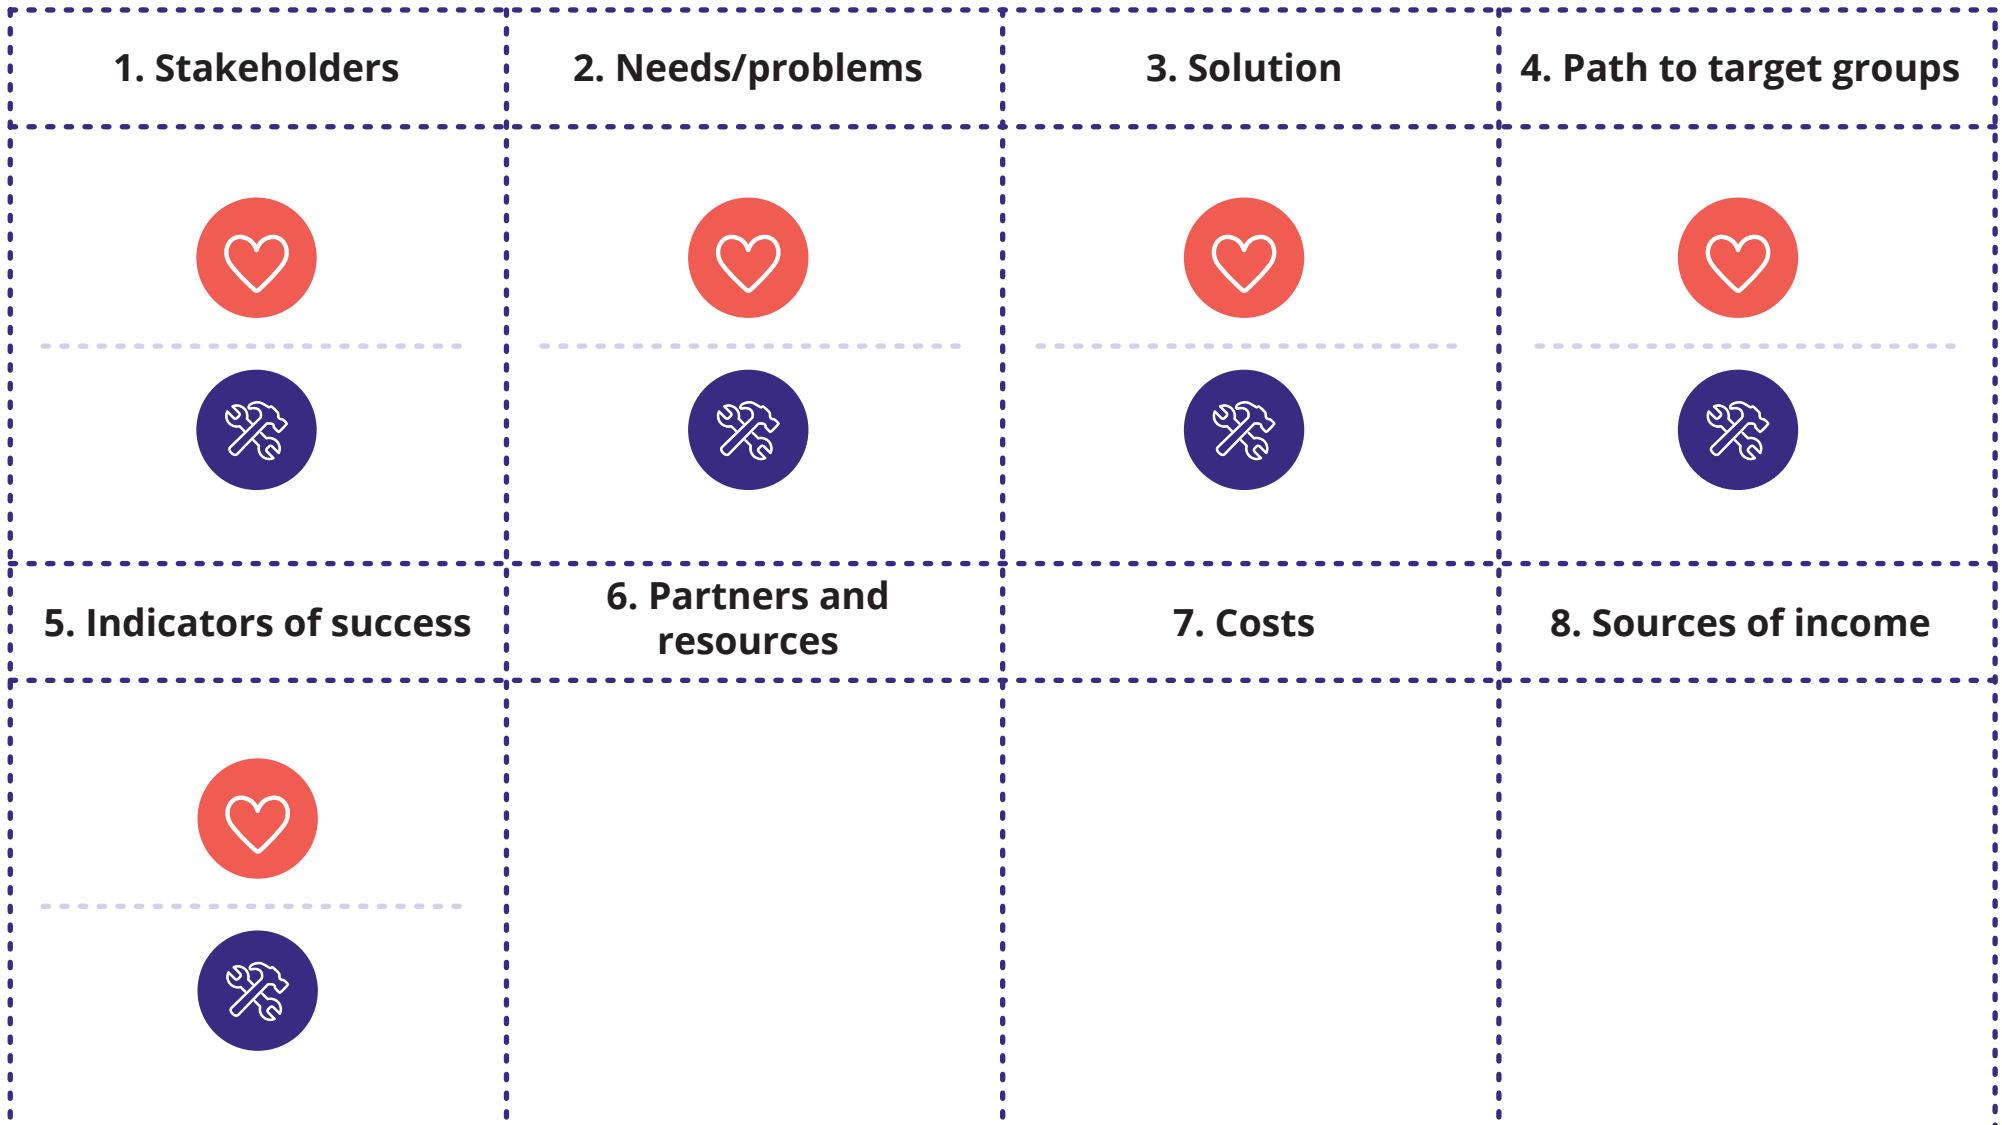 1. Stakeholders
2. Needs/problems
3. Solution
4. Path to target groups
5. Indicators of success
6. Partners and
resources
7. Costs
8. Sources of income